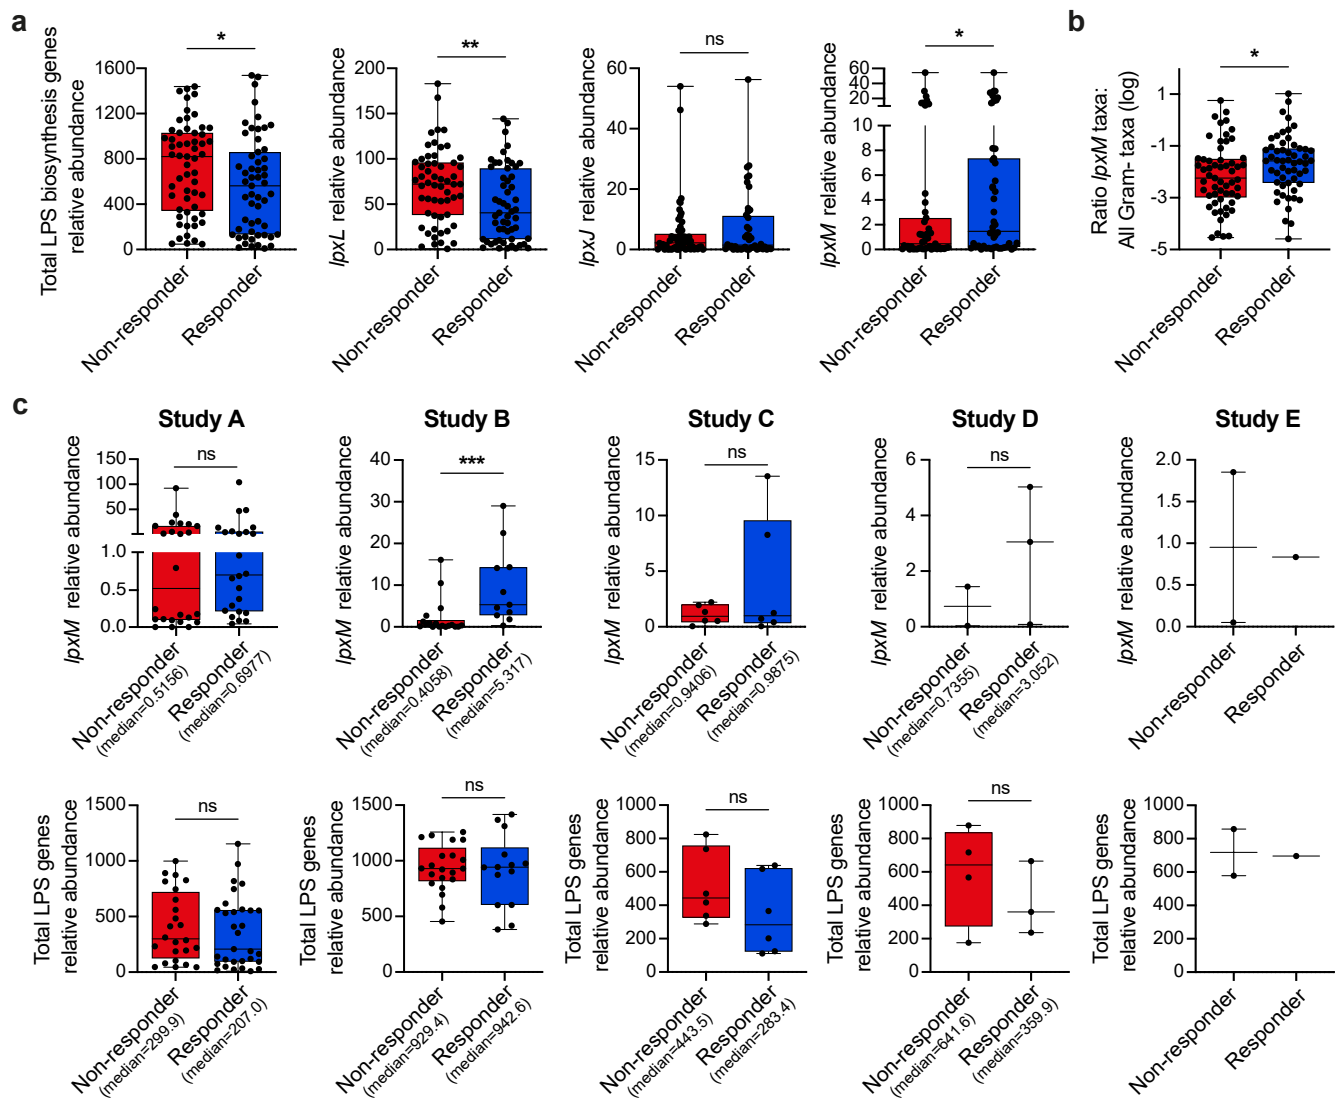 a
Total LPS biosynthesis genes
relative abundance
1600
1200
800
400
0
*
Non-responder
Responder
lpxL relative abundance
200
150
100
50
0
**
Non-responder
Responder
lpxJ relative abundance
60
40
20
0
ns
Non-responder
Responder
lpxM relative abundance
60
40
20
10
8
6
4
2
0
*
Non-responder
Responder
b
Ratio lpxM taxa:
All Gram- taxa (log)
1
-1
-3
-5
*
Non-responder
Responder
c
Study A
lpxM relative abundance
150
100
50
1.0
0.5
0.0
ns
Non-responder
(median=0.5156)
Responder
(median=0.6977)
Study B
lpxM relative abundance
40
30
20
10
0
***
Non-responder
(median=0.4058)
Responder
(median=5.317)
Study C
lpxM relative abundance
15
10
5
0
ns
Non-responder
(median=0.9406)
Responder
(median=0.9875)
Study D
lpxM relative abundance
6
4
2
0
ns
Non-responder
(median=0.7355)
Responder
(median=3.052)
Study E
lpxM relative abundance
2.0
1.5
1.0
0.5
0.0
Non-responder
Responder
Total LPS genes
relative abundance
1500
1000
500
0
ns
Non-responder
(median=299.9)
Responder
(median=207.0)
Total LPS genes
relative abundance
1500
1000
500
0
ns
Non-responder
(median=929.4)
Responder
(median=942.6)
Total LPS genes
relative abundance
1000
800
600
400
200
0
ns
Non-responder
(median=443.5)
Responder
(median=283.4)
Total LPS genes
relative abundance
1000
800
600
400
200
0
ns
Non-responder
(median=641.6)
Responder
(median=359.9)
Total LPS genes
relative abundance
1000
800
600
400
200
0
Non-responder
Responder